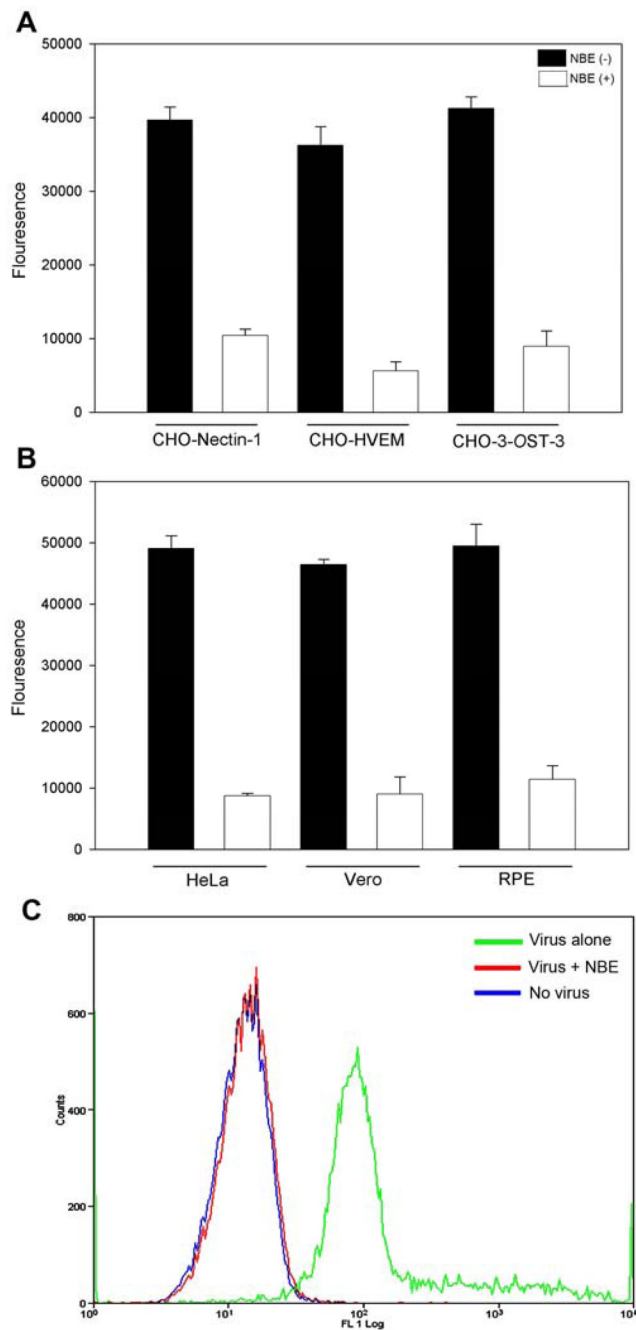 A
NBE (-)
NBE (+)
50000
40000
30000
20000
10000
0
Flouresence
CHO-Nectin-1
CHO-HVEM
CHO-3-OST-3
B
60000
50000
40000
30000
20000
10000
0
Flouresence
HeLa
Vero
RPE
C
Virus alone
Virus + NBE
No virus
800
600
400
200
0
Counts
10⁰
10¹
10²
10³
FL 1 Log